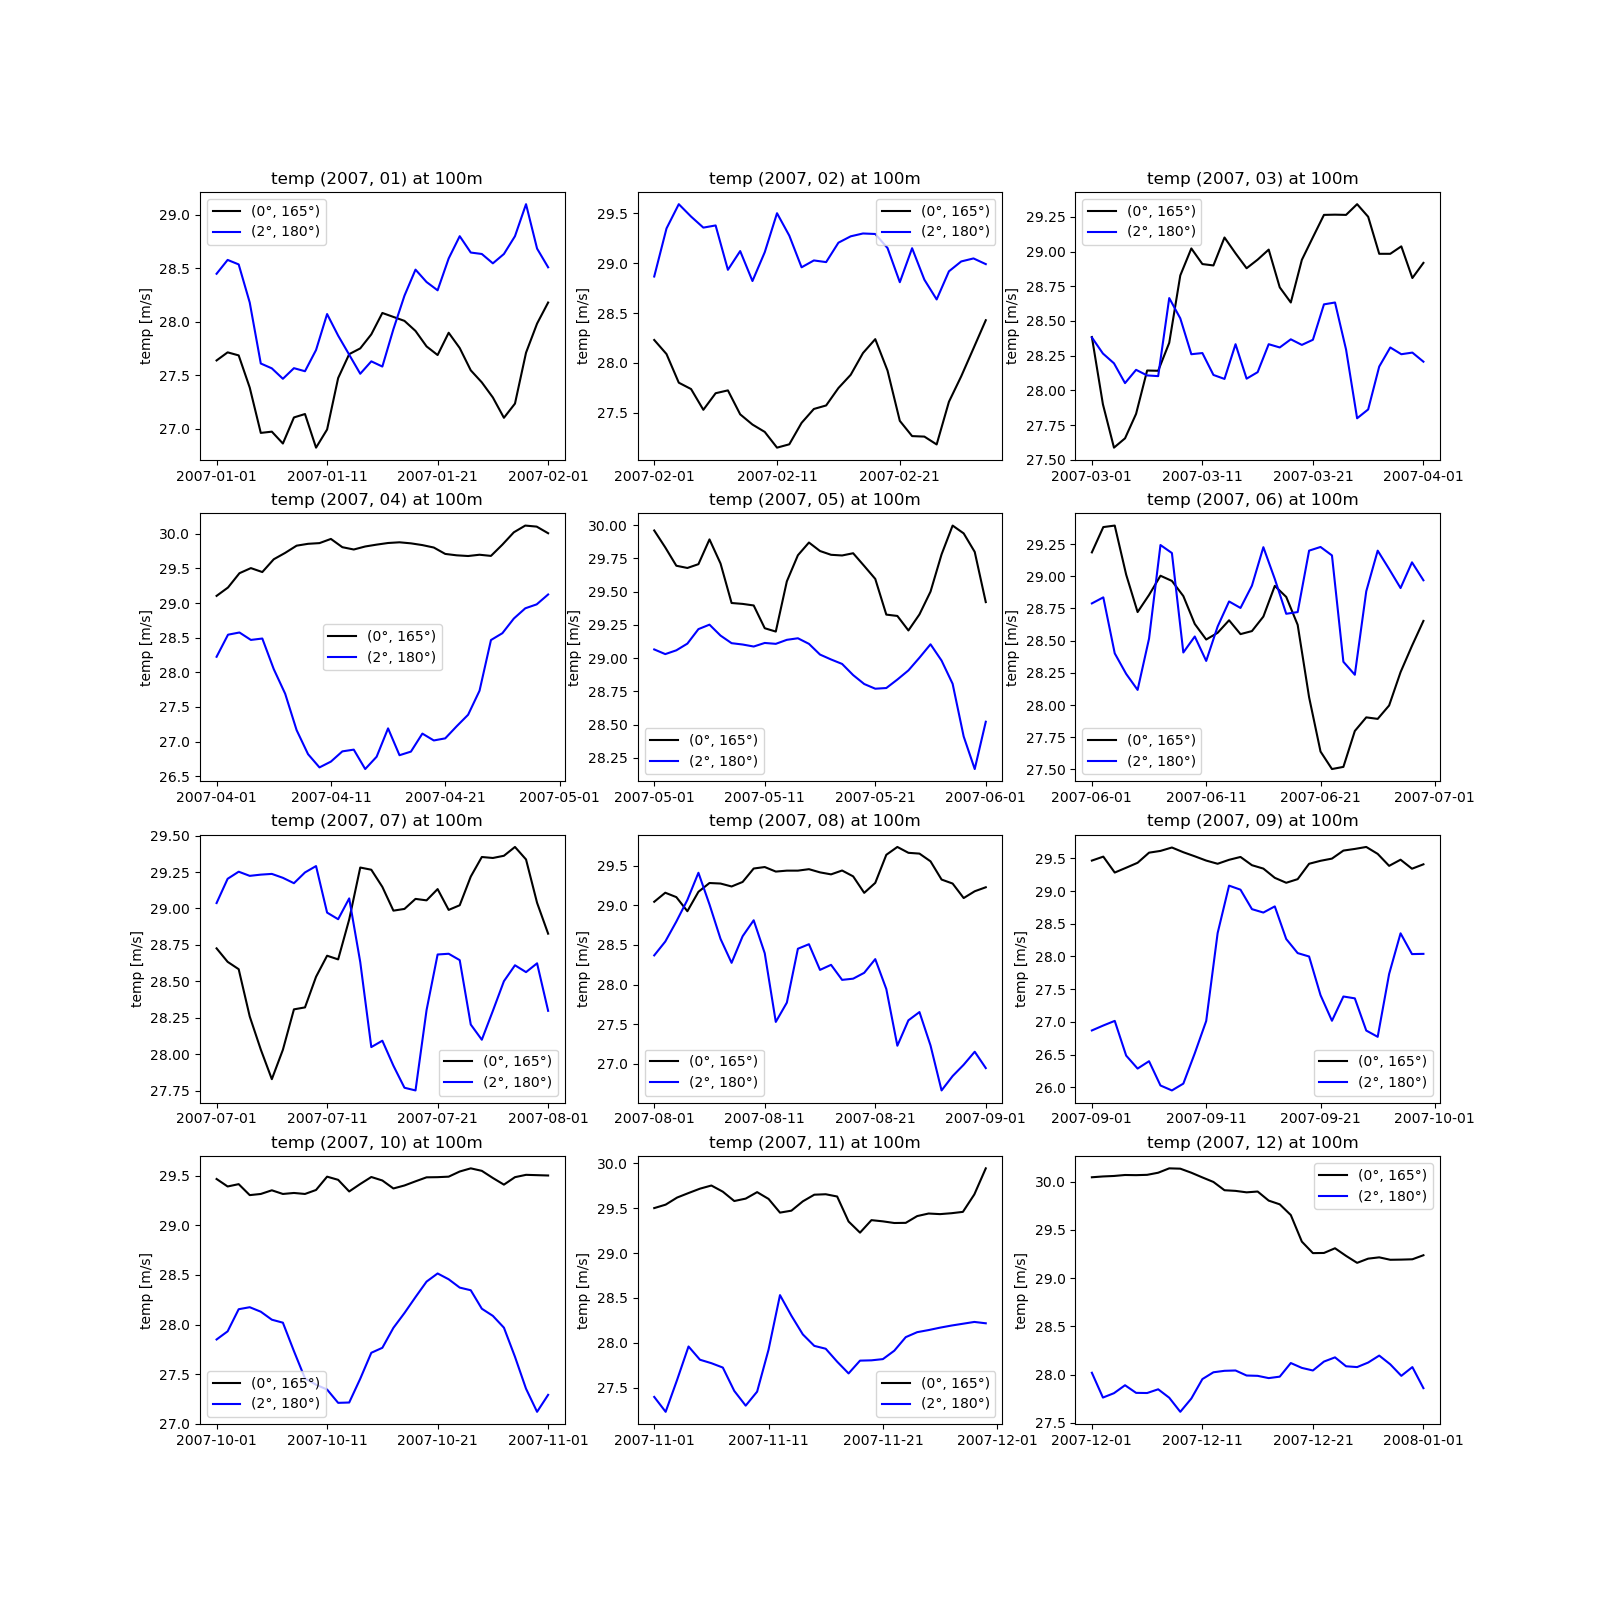 temp (2007, 01) at 100m
temp [m/s]
29.0
28.5
28.0
27.5
27.0
(0°, 165°)
(2°, 180°)
2007-01-01 2007-01-11 2007-01-21 2007-02-01
temp (2007, 02) at 100m
temp [m/s]
29.5
29.0
28.5
28.0
27.5
(0°, 165°)
(2°, 180°)
2007-02-01 2007-02-11 2007-02-21
temp (2007, 03) at 100m
temp [m/s]
29.25
29.00
28.75
28.50
28.25
28.00
27.75
27.50
(0°, 165°)
(2°, 180°)
2007-03-01 2007-03-11 2007-03-21 2007-04-01
temp (2007, 04) at 100m
temp [m/s]
30.0
29.5
29.0
28.5
28.0
27.5
27.0
26.5
(0°, 165°)
(2°, 180°)
2007-04-01 2007-04-11 2007-04-21 2007-05-01
temp (2007, 05) at 100m
temp [m/s]
30.00
29.75
29.50
29.25
29.00
28.75
28.50
28.25
(0°, 165°)
(2°, 180°)
2007-05-01 2007-05-11 2007-05-21 2007-06-01
temp (2007, 06) at 100m
temp [m/s]
29.25
29.00
28.75
28.50
28.25
28.00
27.75
27.50
(0°, 165°)
(2°, 180°)
2007-06-01 2007-06-11 2007-06-21 2007-07-01
temp (2007, 07) at 100m
temp [m/s]
29.50
29.25
29.00
28.75
28.50
28.25
28.00
27.75
(0°, 165°)
(2°, 180°)
2007-07-01 2007-07-11 2007-07-21 2007-08-01
temp (2007, 08) at 100m
temp [m/s]
29.5
29.0
28.5
28.0
27.5
27.0
(0°, 165°)
(2°, 180°)
2007-08-01 2007-08-11 2007-08-21 2007-09-01
temp (2007, 09) at 100m
temp [m/s]
29.5
29.0
28.5
28.0
27.5
27.0
26.5
26.0
(0°, 165°)
(2°, 180°)
2007-09-01 2007-09-11 2007-09-21 2007-10-01
temp (2007, 10) at 100m
temp [m/s]
29.5
29.0
28.5
28.0
27.5
27.0
(0°, 165°)
(2°, 180°)
2007-10-01 2007-10-11 2007-10-21 2007-11-01
temp (2007, 11) at 100m
temp [m/s]
30.0
29.5
29.0
28.5
28.0
27.5
(0°, 165°)
(2°, 180°)
2007-11-01 2007-11-11 2007-11-21 2007-12-01
temp (2007, 12) at 100m
temp [m/s]
30.0
29.5
29.0
28.5
28.0
27.5
(0°, 165°)
(2°, 180°)
2007-12-01 2007-12-11 2007-12-21 2008-01-01